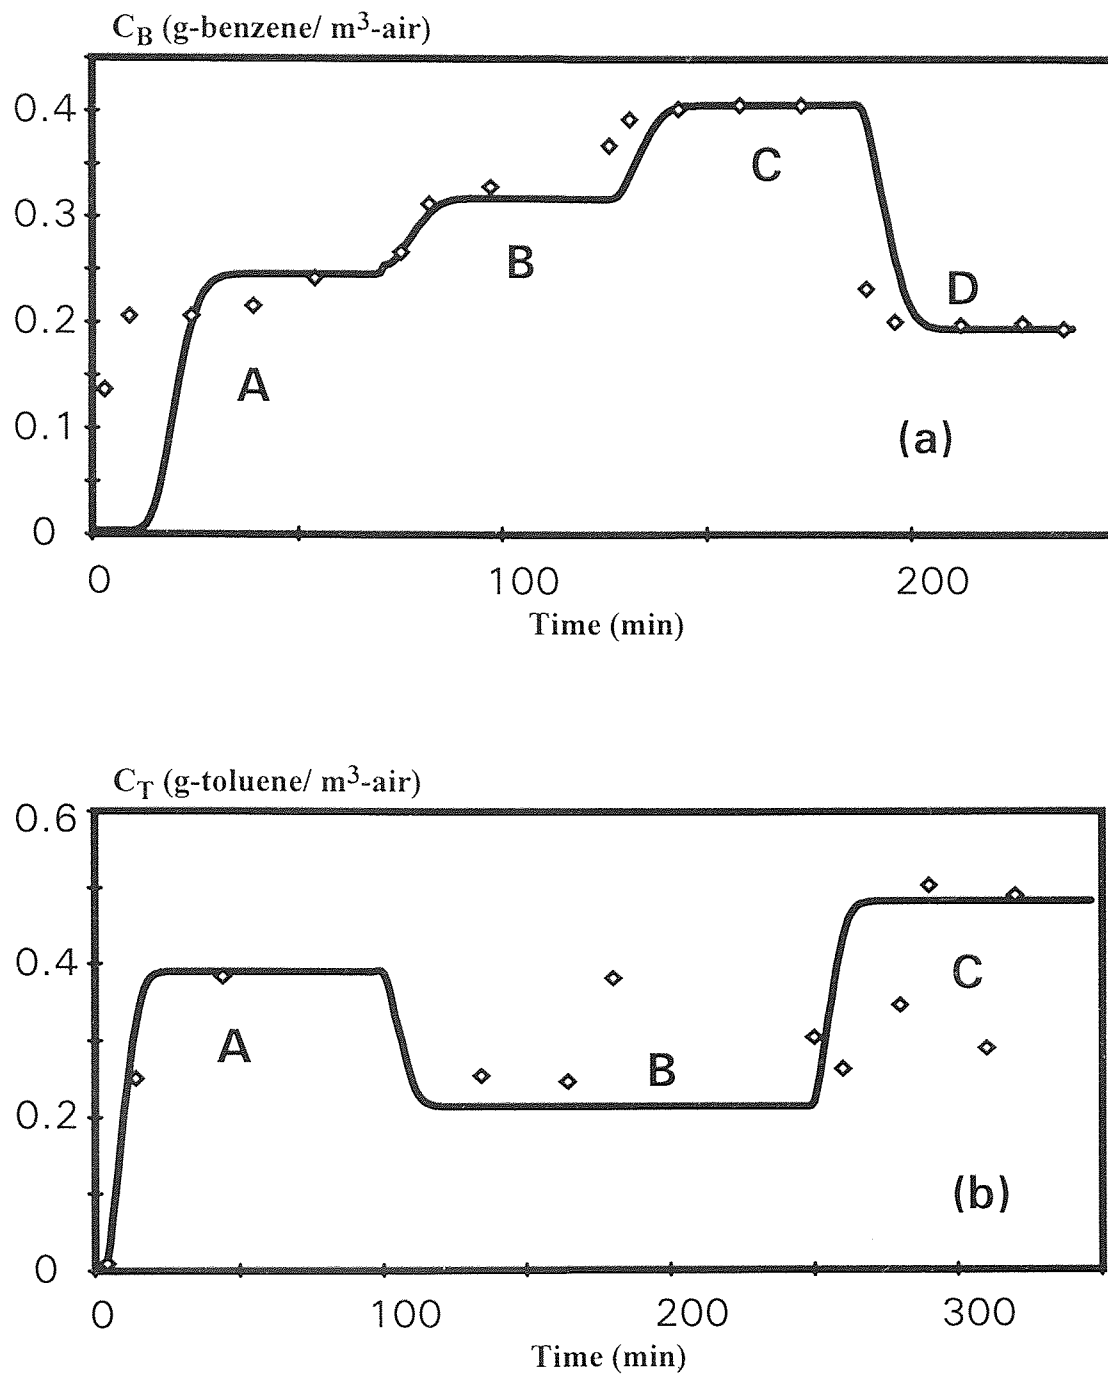 C_B (g-benzene/ m³-air)
0.4
C
0.3
B
D
0.2
A
0.1
(a)
0
0 100 200
Time (min)
C_T (g-toluene/ m³-air)
0.6
0.4
C
A
B
0.2
(b)
0
0 100 200 300
Time (min)